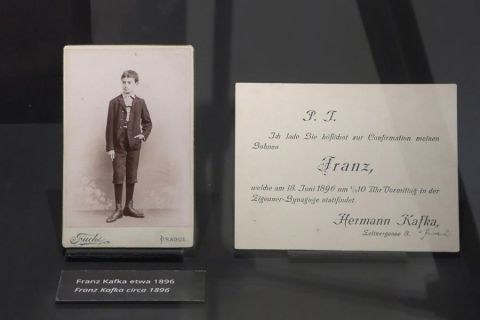 Fuchs
PRAGUE.
Franz Kafka etwa 1896
Franz Kafka circa 1896
P. T.
Ich lade Sie höflichst zur Confirmation meines
Sohnes
Franz,
welche am 13. Juni 1896 um ½10 Uhr Vormittag in der
Zigeuner-Synagoge stattfindet.
Hermann Kafka,
Zeltnergasse 3.